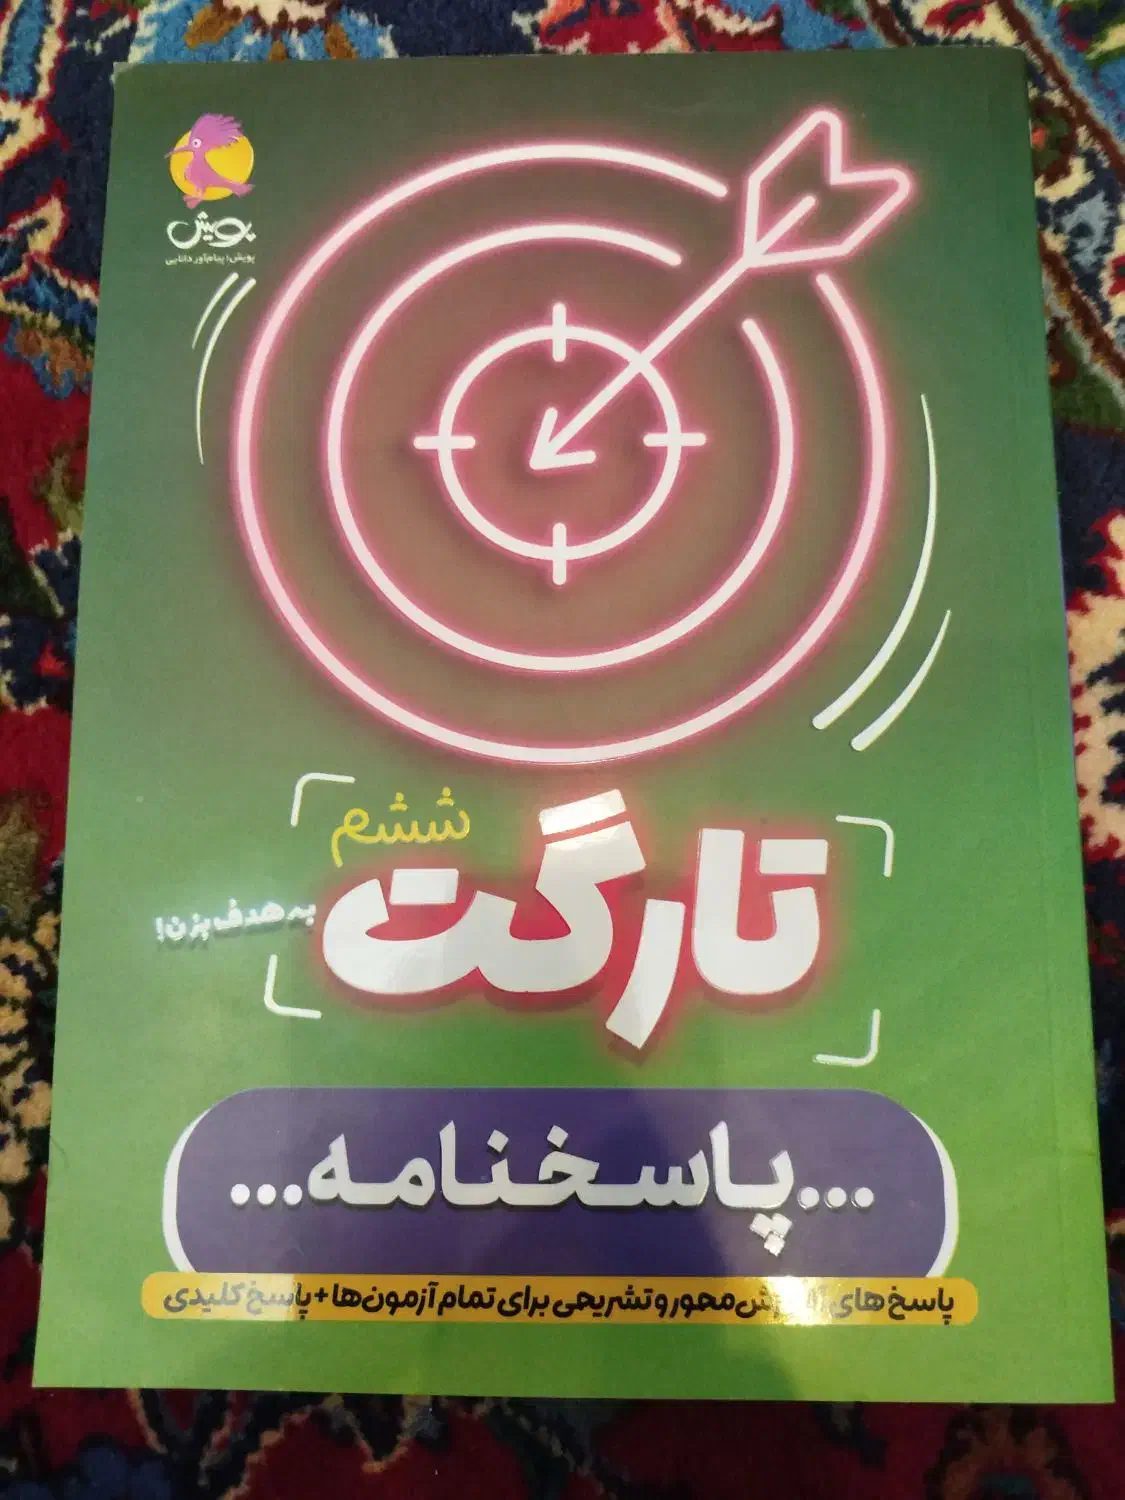 پویش
پویش؛ پیام‌آور دانایی
ششم
تارگت
به هدف بزن!
...پاسخنامه...
پاسخ‌های آموزش‌محور و تشریحی برای تمام آزمون‌ها + پاسخ کلیدی